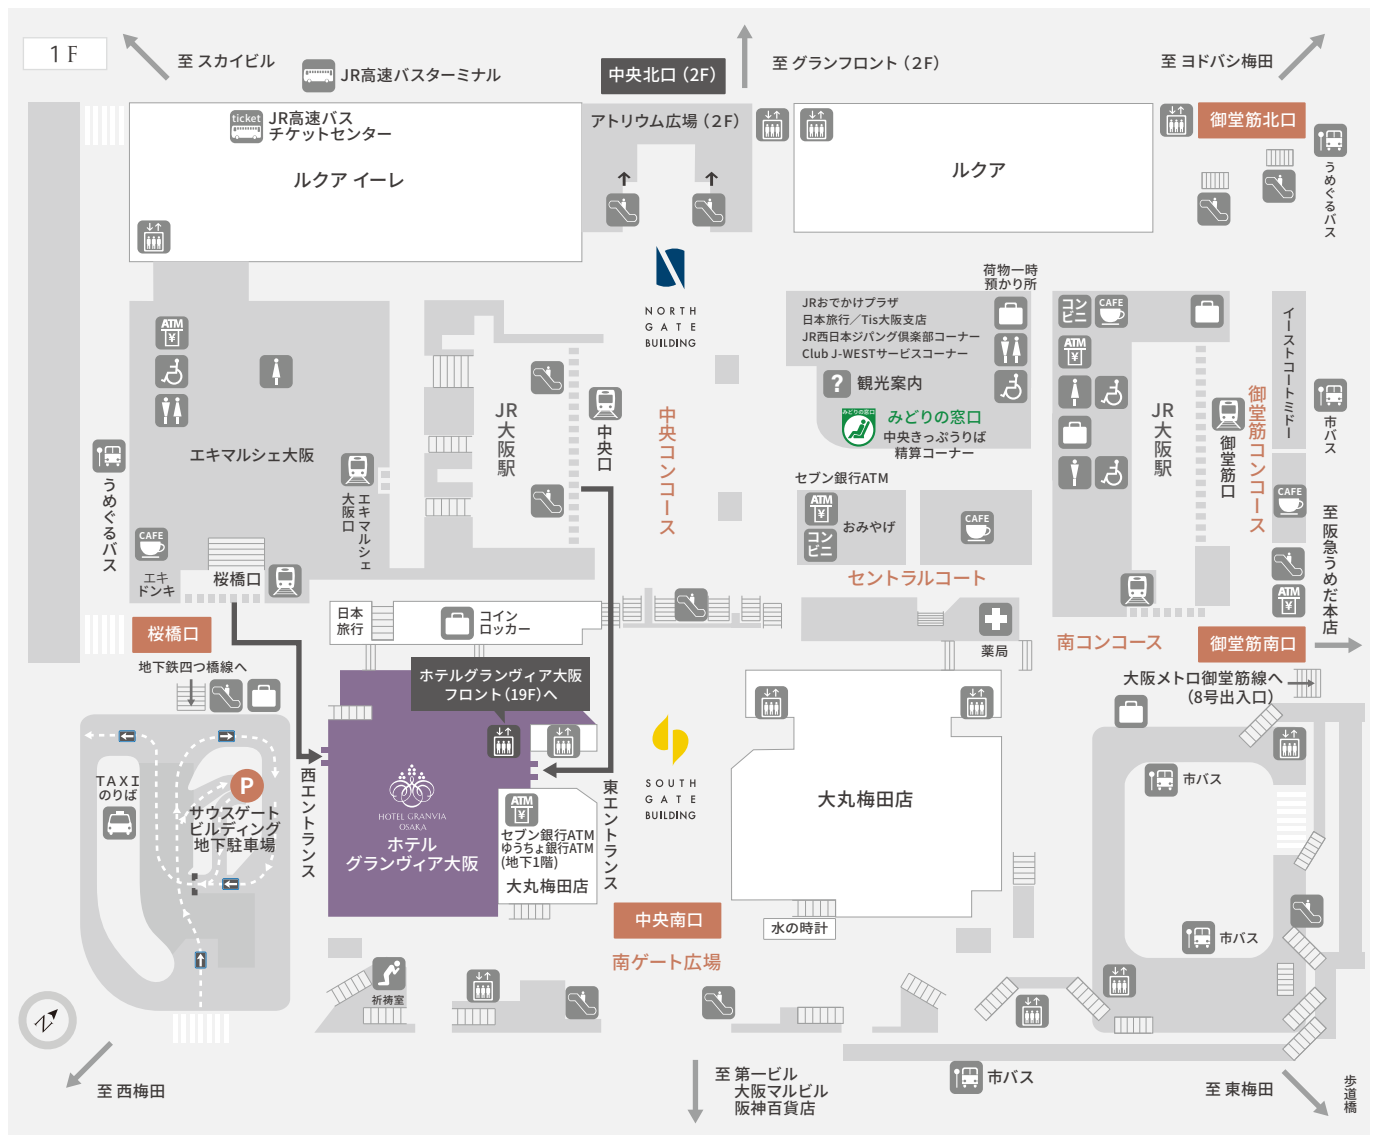 1F
至 スカイビル
JR高速バスターミナル
中央北口（2F）
至 グランフロント（2F）
至 ヨドバシ梅田
ticket
JR高速バス
チケットセンター
ルクア イーレ
アトリウム広場（2F）
ルクア
御堂筋北口
うめぐるバス
NORTH
GATE
BUILDING
荷物一時
預かり所
JRおでかけプラザ
日本旅行／Tis大阪支店
JR西日本ジパング倶楽部コーナー
Club J-WESTサービスコーナー
?
観光案内
みどりの窓口
みどりの窓口
中央きっぷうりば
精算コーナー
コン
ビニ
CAFE
ATM
¥
イーストコートミドー
市バス
ATM
¥
JR大阪駅
中央口
中央コンコース
JR大阪駅
御堂筋口
御堂筋コンコース
エキマルシェ大阪
うめぐるバス
エキマルシェ
大阪口
セブン銀行ATM
ATM
¥
コン
ビニ
おみやげ
CAFE
CAFE
至 阪急うめだ本店
CAFE
エキ
ドンキ
桜橋口
セントラルコート
ATM
¥
桜橋口
日本
旅行
コイン
ロッカー
薬局
南コンコース
御堂筋南口
地下鉄四つ橋線へ
ホテルグランヴィア大阪
フロント（19F）へ
大阪メトロ御堂筋線へ
（8号出入口）
TAXI
のりば
P
サウスゲート
ビルディング
地下駐車場
西エントランス
HOTEL GRANVIA
OSAKA
ホテル
グランヴィア大阪
ATM
¥
セブン銀行ATM
ゆうちょ銀行ATM
(地下1階)
大丸梅田店
東エントランス
SOUTH
GATE
BUILDING
大丸梅田店
市バス
中央南口
水の時計
市バス
南ゲート広場
祈祷室
N
至 西梅田
至 第一ビル
大阪マルビル
阪神百貨店
市バス
至 東梅田
歩道橋